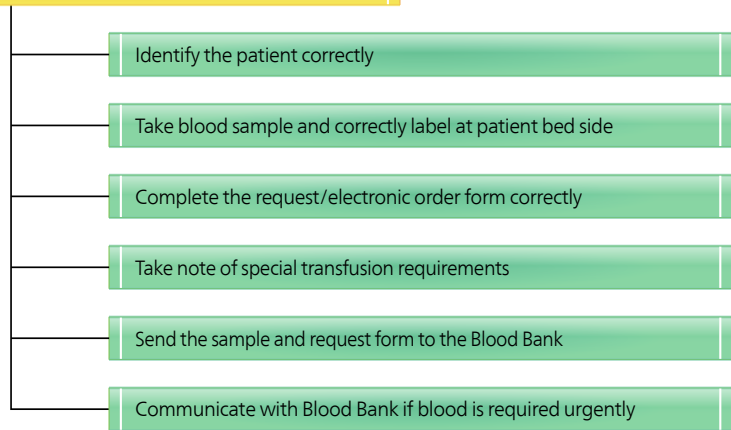 Identify the patient correctly
Take blood sample and correctly label at patient bed side
Complete the request/electronic order form correctly
Take note of special transfusion requirements
Send the sample and request form to the Blood Bank
Communicate with Blood Bank if blood is required urgently